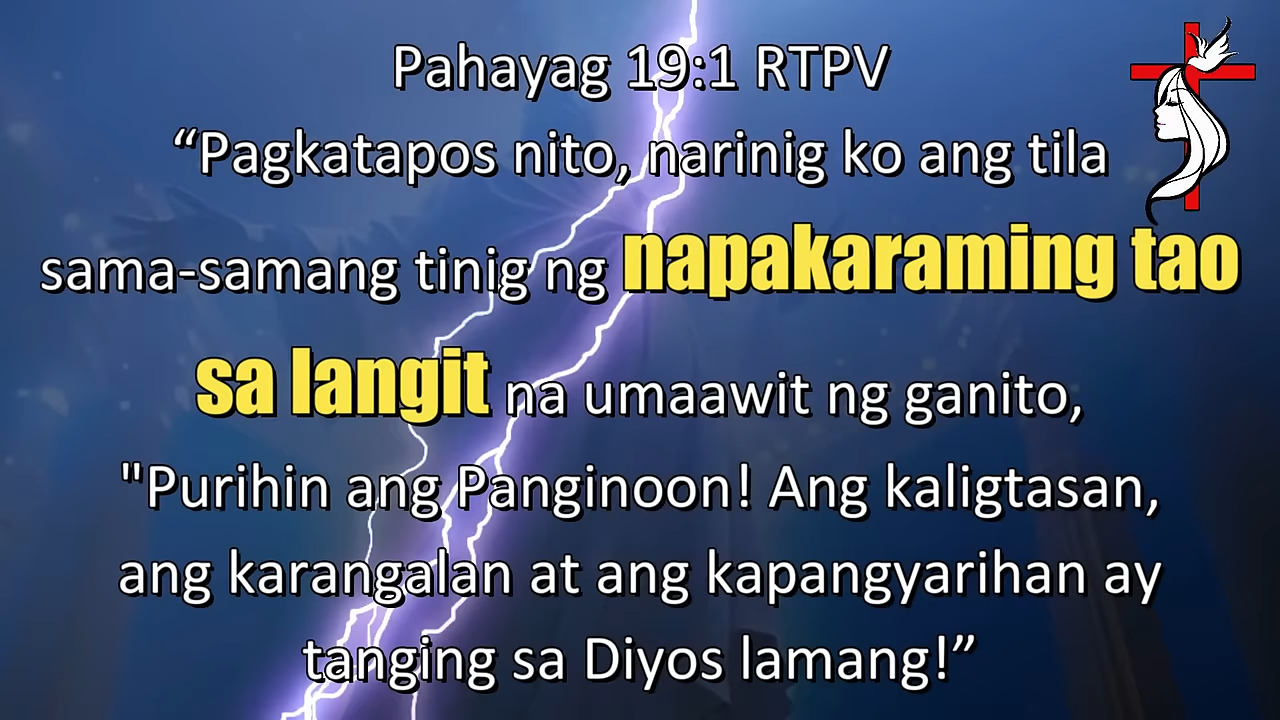 Pahayag 19:1 RTPV
“Pagkatapos nito, narinig ko ang tila
sama-samang tinig ng napakaraming tao
sa langit na umaawit ng ganito,
"Purihin ang Panginoon! Ang kaligtasan,
ang karangalan at ang kapangyarihan ay
tanging sa Diyos lamang!”